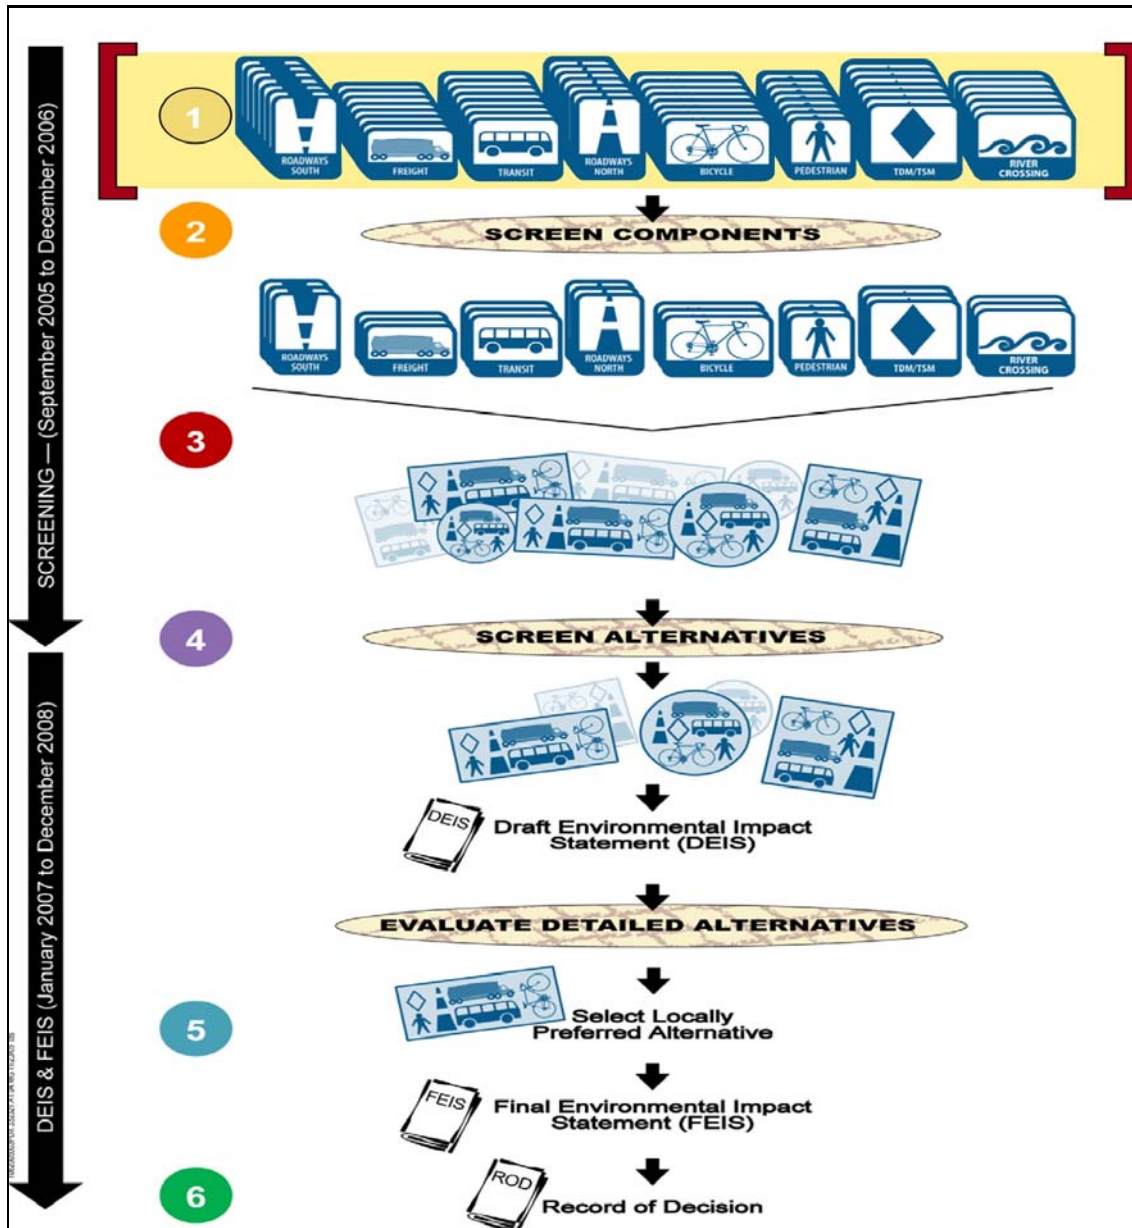 SCREENING — (September 2005 to December 2006)
1
ROADWAYS
SOUTH
FREIGHT
TRANSIT
ROADWAYS
NORTH
BICYCLE
PEDESTRIAN
TDM/TSM
RIVER
CROSSING
2
SCREEN COMPONENTS
ROADWAYS
SOUTH
FREIGHT
TRANSIT
ROADWAYS
NORTH
BICYCLE
PEDESTRIAN
TDM/TSM
RIVER
CROSSING
3
4
SCREEN ALTERNATIVES
DEIS & FEIS (January 2007 to December 2008)
DEIS
Draft Environmental Impact
Statement (DEIS)
EVALUATE DETAILED ALTERNATIVES
5
Select Locally
Preferred Alternative
FEIS
Final Environmental Impact
Statement (FEIS)
6
ROD
Record of Decision